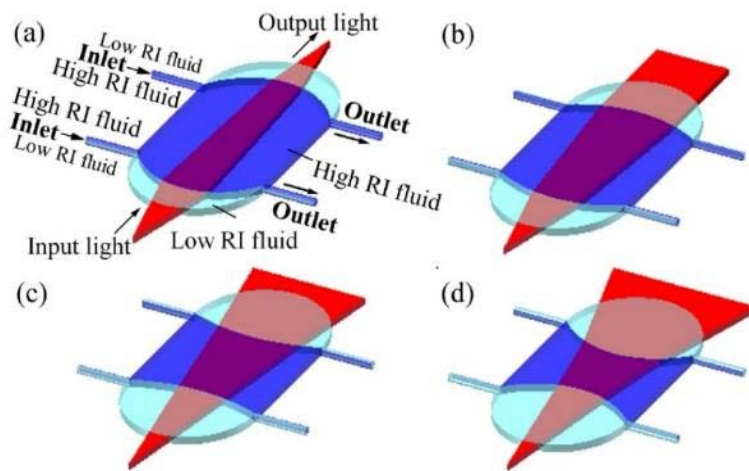 (a)
Output light
Low RI fluid
Inlet
High RI fluid
High RI fluid
Inlet
Low RI fluid
Outlet
High RI fluid
Outlet
Input light
Low RI fluid
(b)
(c)
(d)